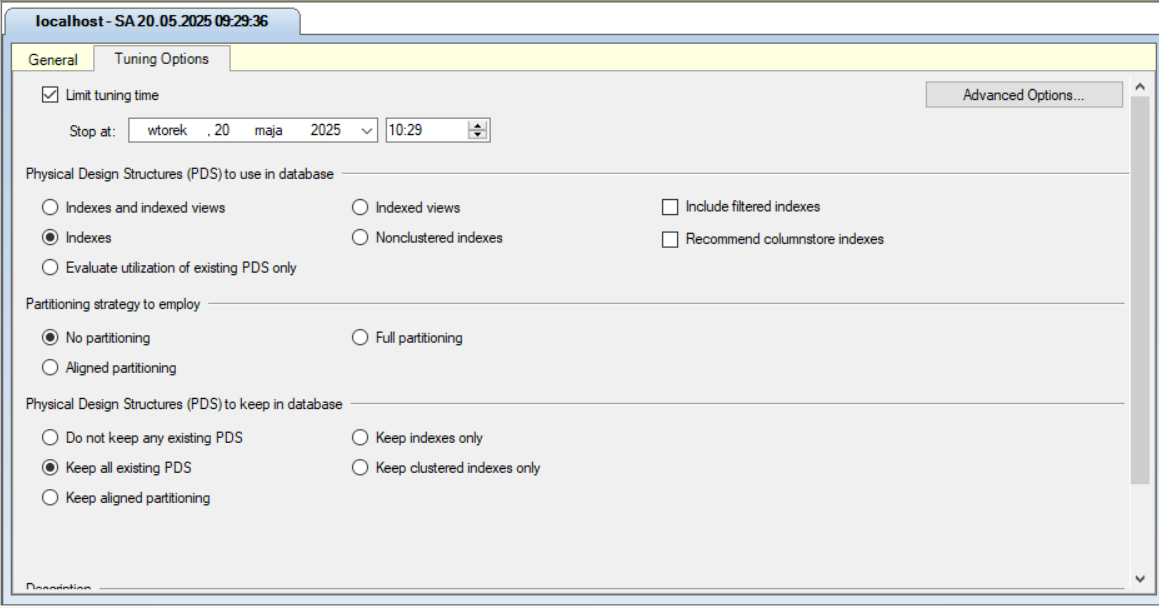 localhost - SA 20.05.2025 09:29:36
General Tuning Options
Limit tuning time Advanced Options...
Stop at: wtorek , 20 maja 2025 10:29
Physical Design Structures (PDS) to use in database
Indexes and indexed views Indexed views Include filtered indexes
Indexes Nonclustered indexes Recommend columnstore indexes
Evaluate utilization of existing PDS only
Partitioning strategy to employ
No partitioning Full partitioning
Aligned partitioning
Physical Design Structures (PDS) to keep in database
Do not keep any existing PDS Keep indexes only
Keep all existing PDS Keep clustered indexes only
Keep aligned partitioning
Description